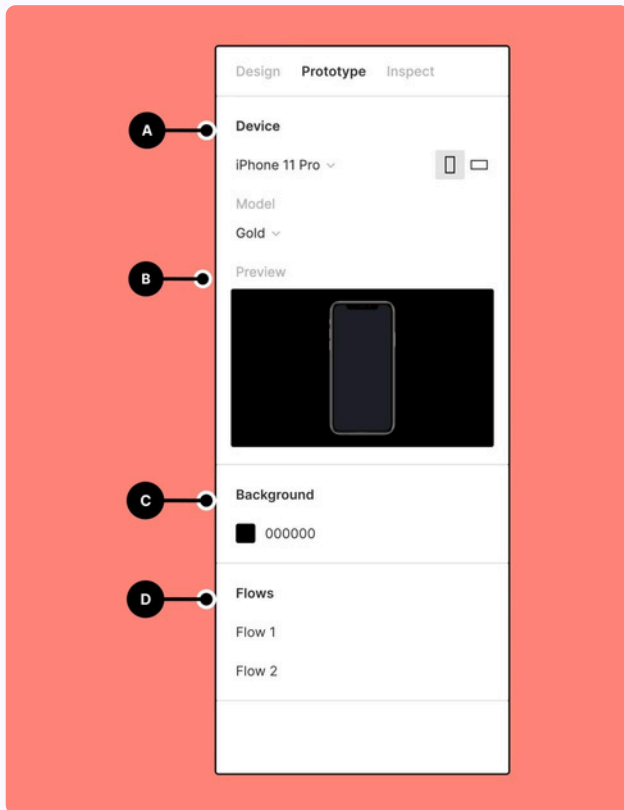 Design Prototype Inspect
A
Device
iPhone 11 Pro
Model
Gold
B
Preview
C
Background
000000
D
Flows
Flow 1
Flow 2